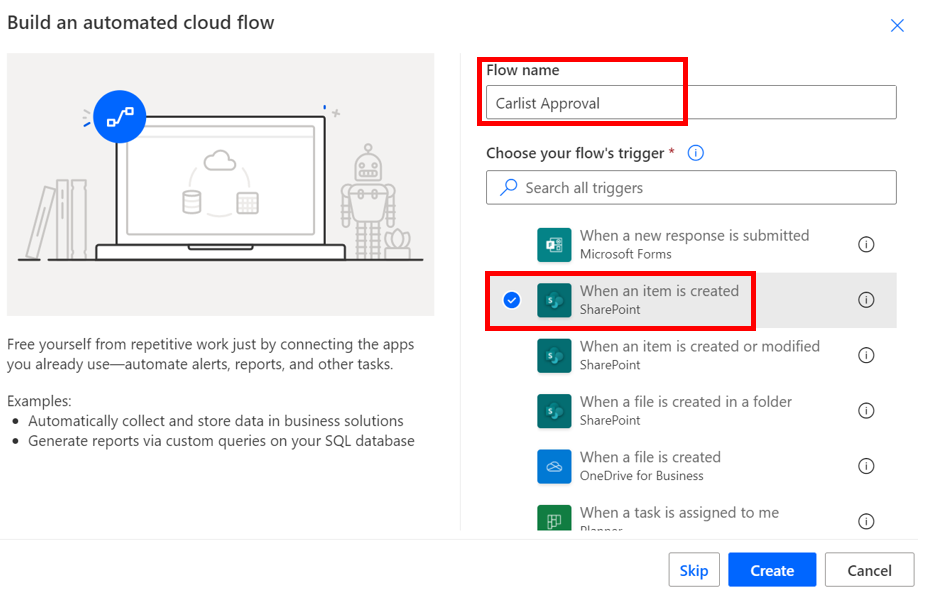 Build an automated cloud flow
Free yourself from repetitive work just by connecting the apps
you already use—automate alerts, reports, and other tasks.
Examples:
• Automatically collect and store data in business solutions
• Generate reports via custom queries on your SQL database
Flow name
Carlist Approval
Choose your flow's trigger *
Search all triggers
When a new response is submitted
Microsoft Forms
When an item is created
SharePoint
When an item is created or modified
SharePoint
When a file is created in a folder
SharePoint
When a file is created
OneDrive for Business
When a task is assigned to me
Planner
Skip
Create
Cancel